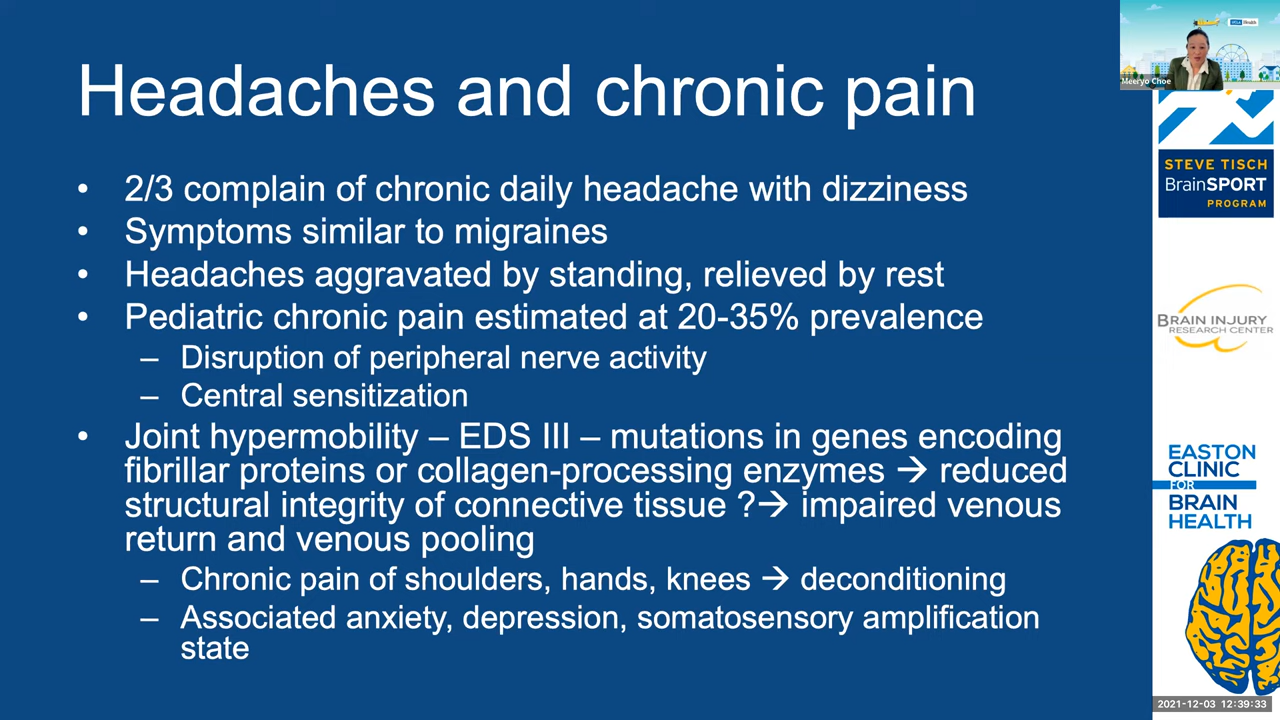 Headaches and chronic pain
• 2/3 complain of chronic daily headache with dizziness
• Symptoms similar to migraines
• Headaches aggravated by standing, relieved by rest
• Pediatric chronic pain estimated at 20-35% prevalence
– Disruption of peripheral nerve activity
– Central sensitization
• Joint hypermobility – EDS III – mutations in genes encoding
fibrillar proteins or collagen-processing enzymes → reduced
structural integrity of connective tissue ?→ impaired venous
return and venous pooling
– Chronic pain of shoulders, hands, knees → deconditioning
– Associated anxiety, depression, somatosensory amplification
state
Health
Meeryo Choe
STEVE TISCH
BrainSPORT
PROGRAM
BRAIN INJURY
RESEARCH CENTER
EASTON
CLINIC
FOR
BRAIN
HEALTH
2021-12-03 12:39:33